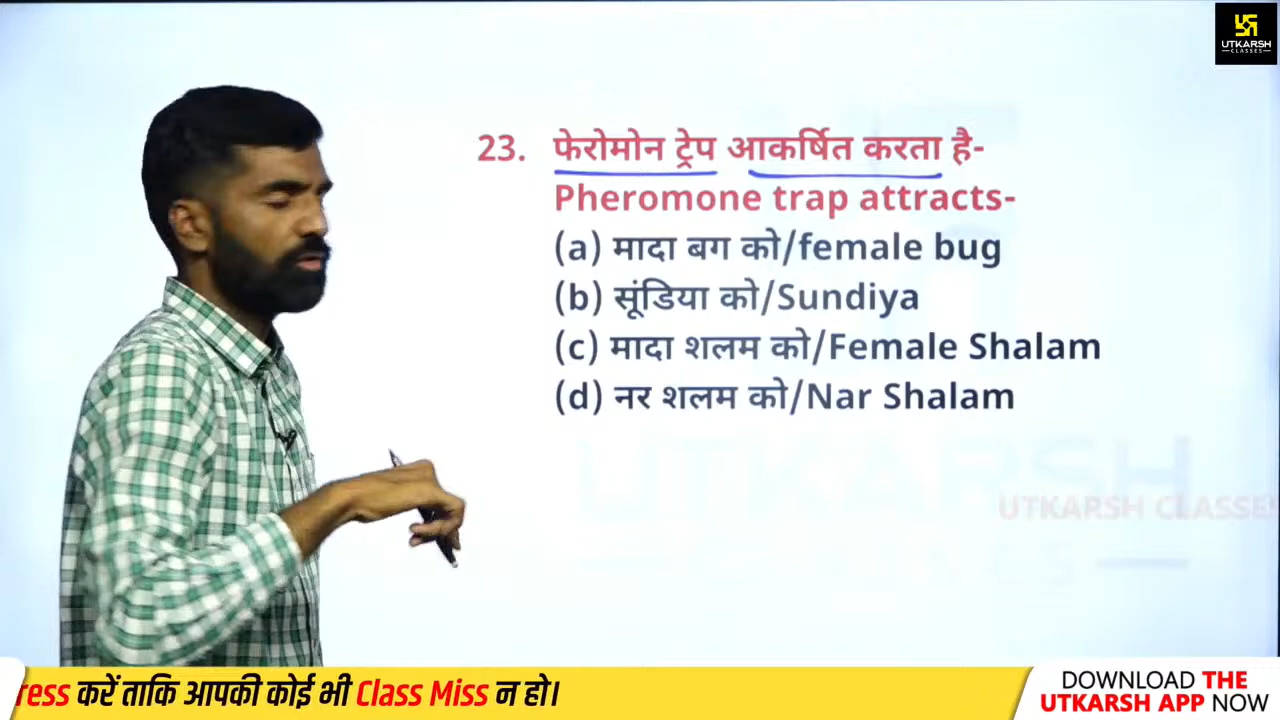 UTKARSH
CLASSES
23. फेरोमोन ट्रेप आकर्षित करता है-
Pheromone trap attracts-
(a) मादा बग को/female bug
(b) सूंडिया को/Sundiya
(c) मादा शलम को/Female Shalam
(d) नर शलम को/Nar Shalam
UTKARSH
UTKARSH CLASSES
ress करें ताकि आपकी कोई भी Class Miss न हो।
DOWNLOAD THE
UTKARSH APP NOW